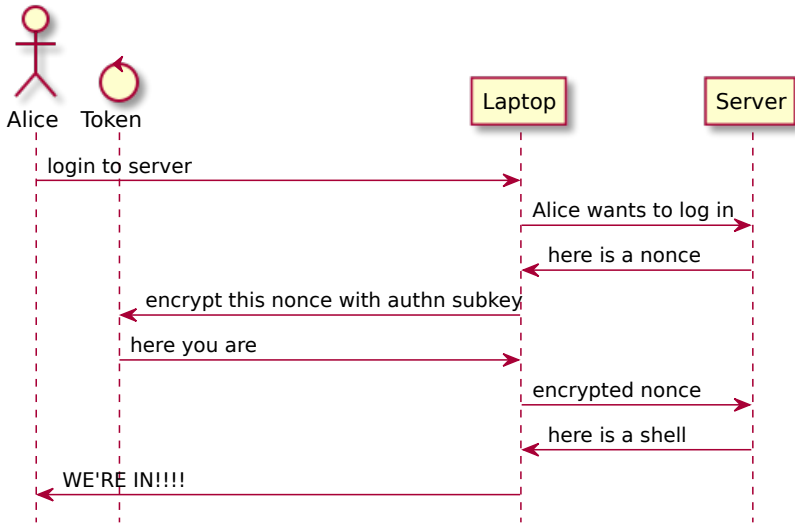 Alice
Token
Laptop
Server
login to server
Alice wants to log in
here is a nonce
encrypt this nonce with authn subkey
here you are
encrypted nonce
here is a shell
WE'RE IN!!!!